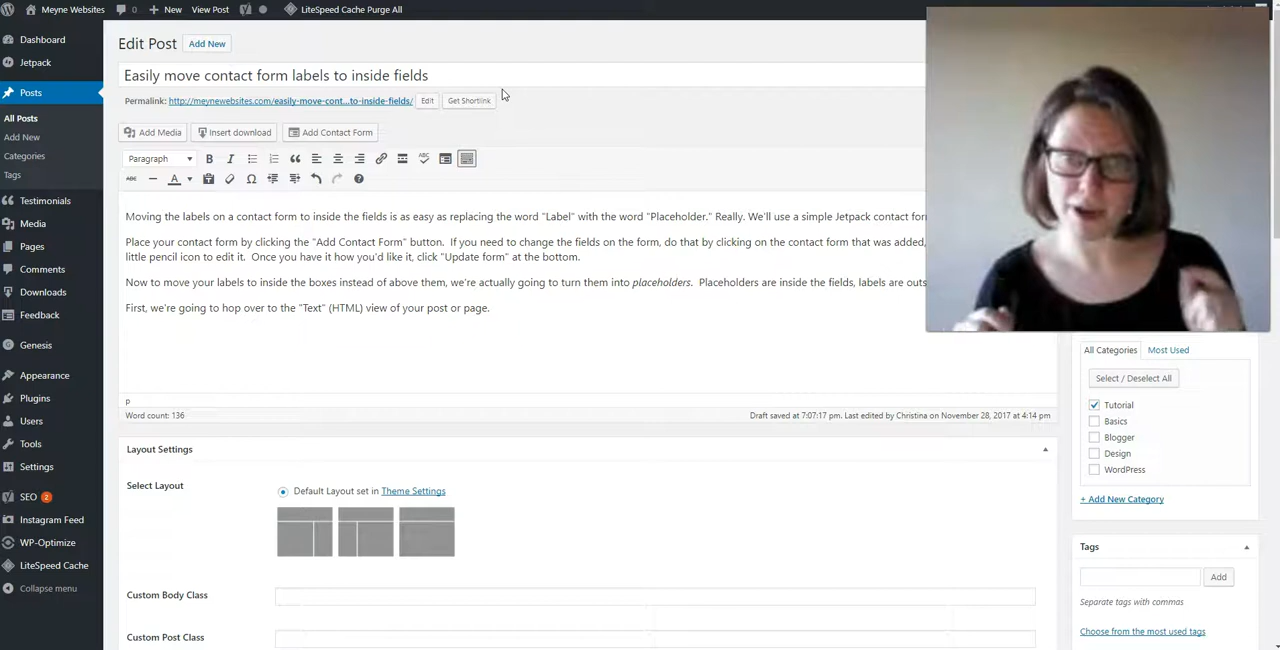 Meyne Websites 0 New View Post LiteSpeed Cache Purge All
Dashboard
Jetpack
Posts
All Posts
Add New
Categories
Tags
Testimonials
Media
Pages
Comments
Downloads
Feedback
Genesis
Appearance
Plugins
Users
Tools
Settings
SEO 2
Instagram Feed
WP-Optimize
LiteSpeed Cache
Collapse menu
Edit Post Add New
Easily move contact form labels to inside fields
Permalink: http://meynewebsites.com/easily-move-cont...to-inside-fields/ Edit Get Shortlink
Add Media Insert download Add Contact Form
Paragraph B I ABC
ABC A Ω
Moving the labels on a contact form to inside the fields is as easy as replacing the word "Label" with the word "Placeholder." Really. We'll use a simple Jetpack contact for
Place your contact form by clicking the "Add Contact Form" button. If you need to change the fields on the form, do that by clicking on the contact form that was added,
little pencil icon to edit it. Once you have it how you'd like it, click "Update form" at the bottom.
Now to move your labels to inside the boxes instead of above them, we're actually going to turn them into placeholders. Placeholders are inside the fields, labels are outs
First, we're going to hop over to the "Text" (HTML) view of your post or page.
p
Word count: 136 Draft saved at 7:07:17 pm. Last edited by Christina on November 28, 2017 at 4:14 pm
Layout Settings
Select Layout
Default Layout set in Theme Settings
Custom Body Class
Custom Post Class
All Categories Most Used
Select / Deselect All
Tutorial
Basics
Blogger
Design
WordPress
+ Add New Category
Tags
Add
Separate tags with commas
Choose from the most used tags